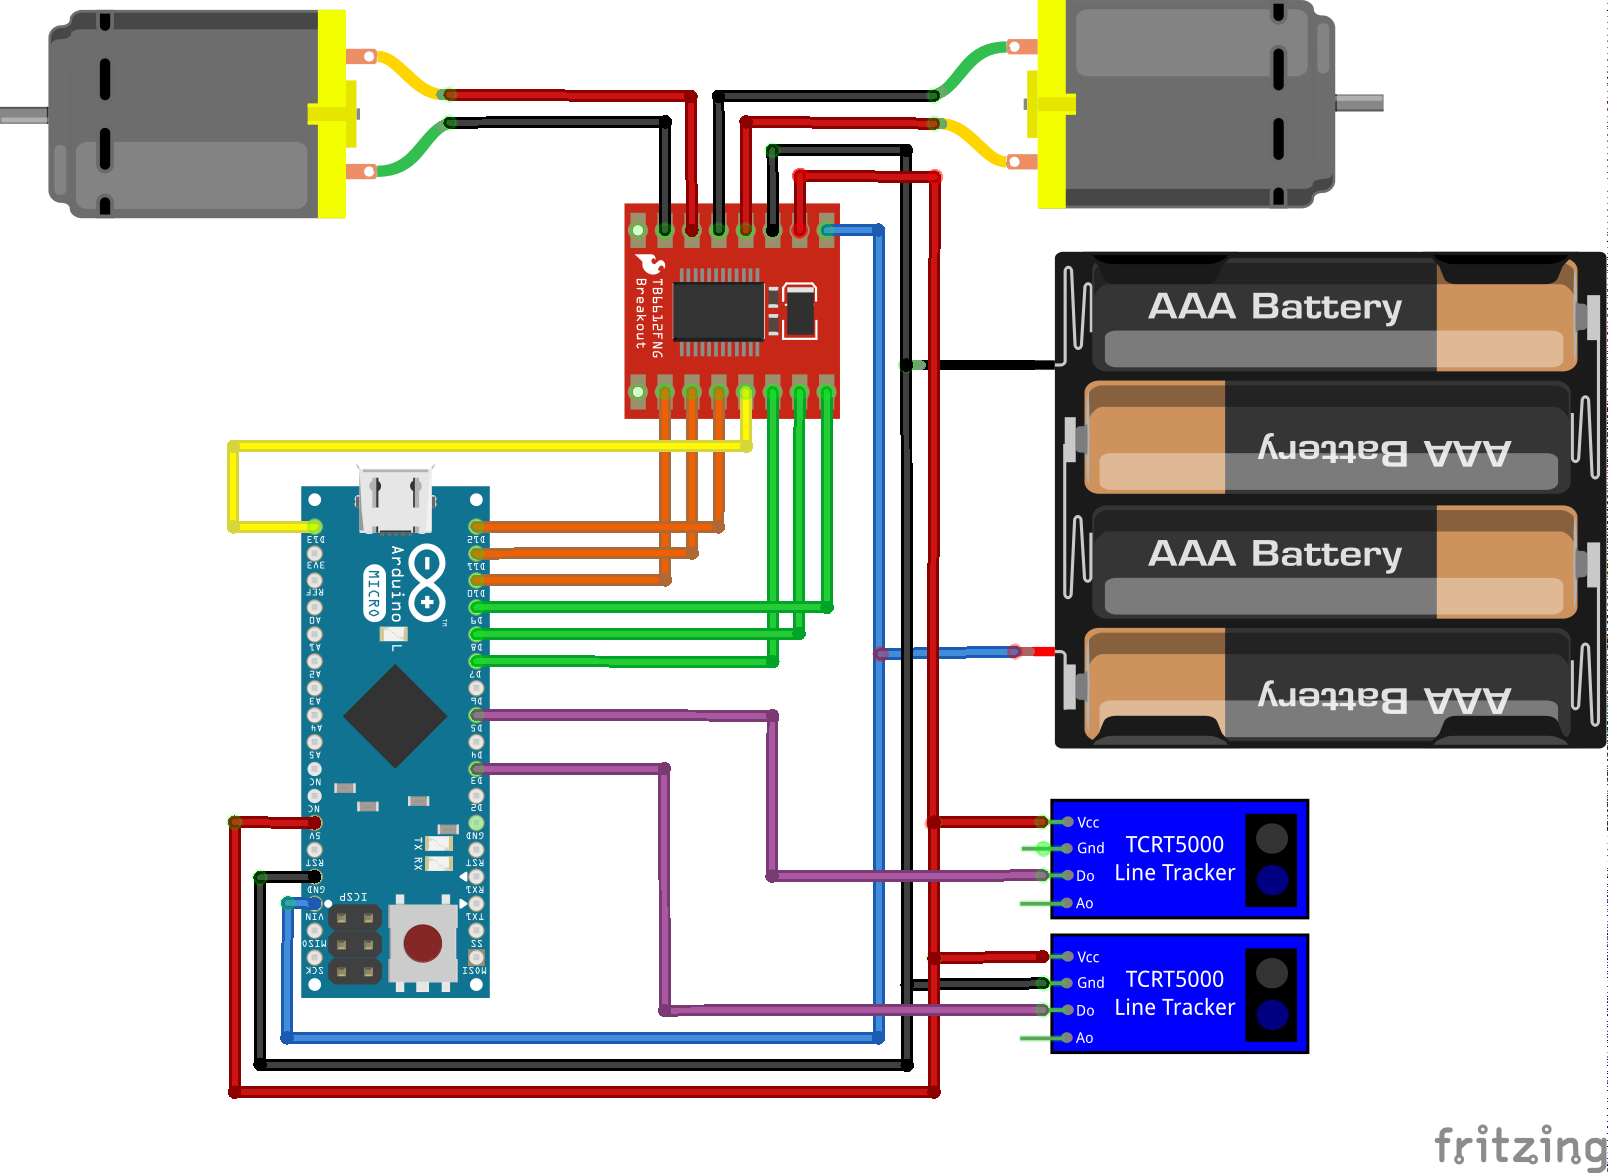 TB6612FNG
Breakout
AAA Battery
AAA Battery
AAA Battery
AAA Battery
Arduino
MICRO
TM
L
D13
3V3
REF
A0
A1
A2
A3
A4
A5
NC
NC
5V
RST
GND
VIN
MISO
SCK
D12
D11
D10
D9
D8
D7
D6
D5
D4
D3
D2
GND
RST
RX1
TX1
SS
MOSI
TX RX
ICSP
Vcc
Gnd
Do
Ao
TCRT5000
Line Tracker
Vcc
Gnd
Do
Ao
TCRT5000
Line Tracker
fritzing